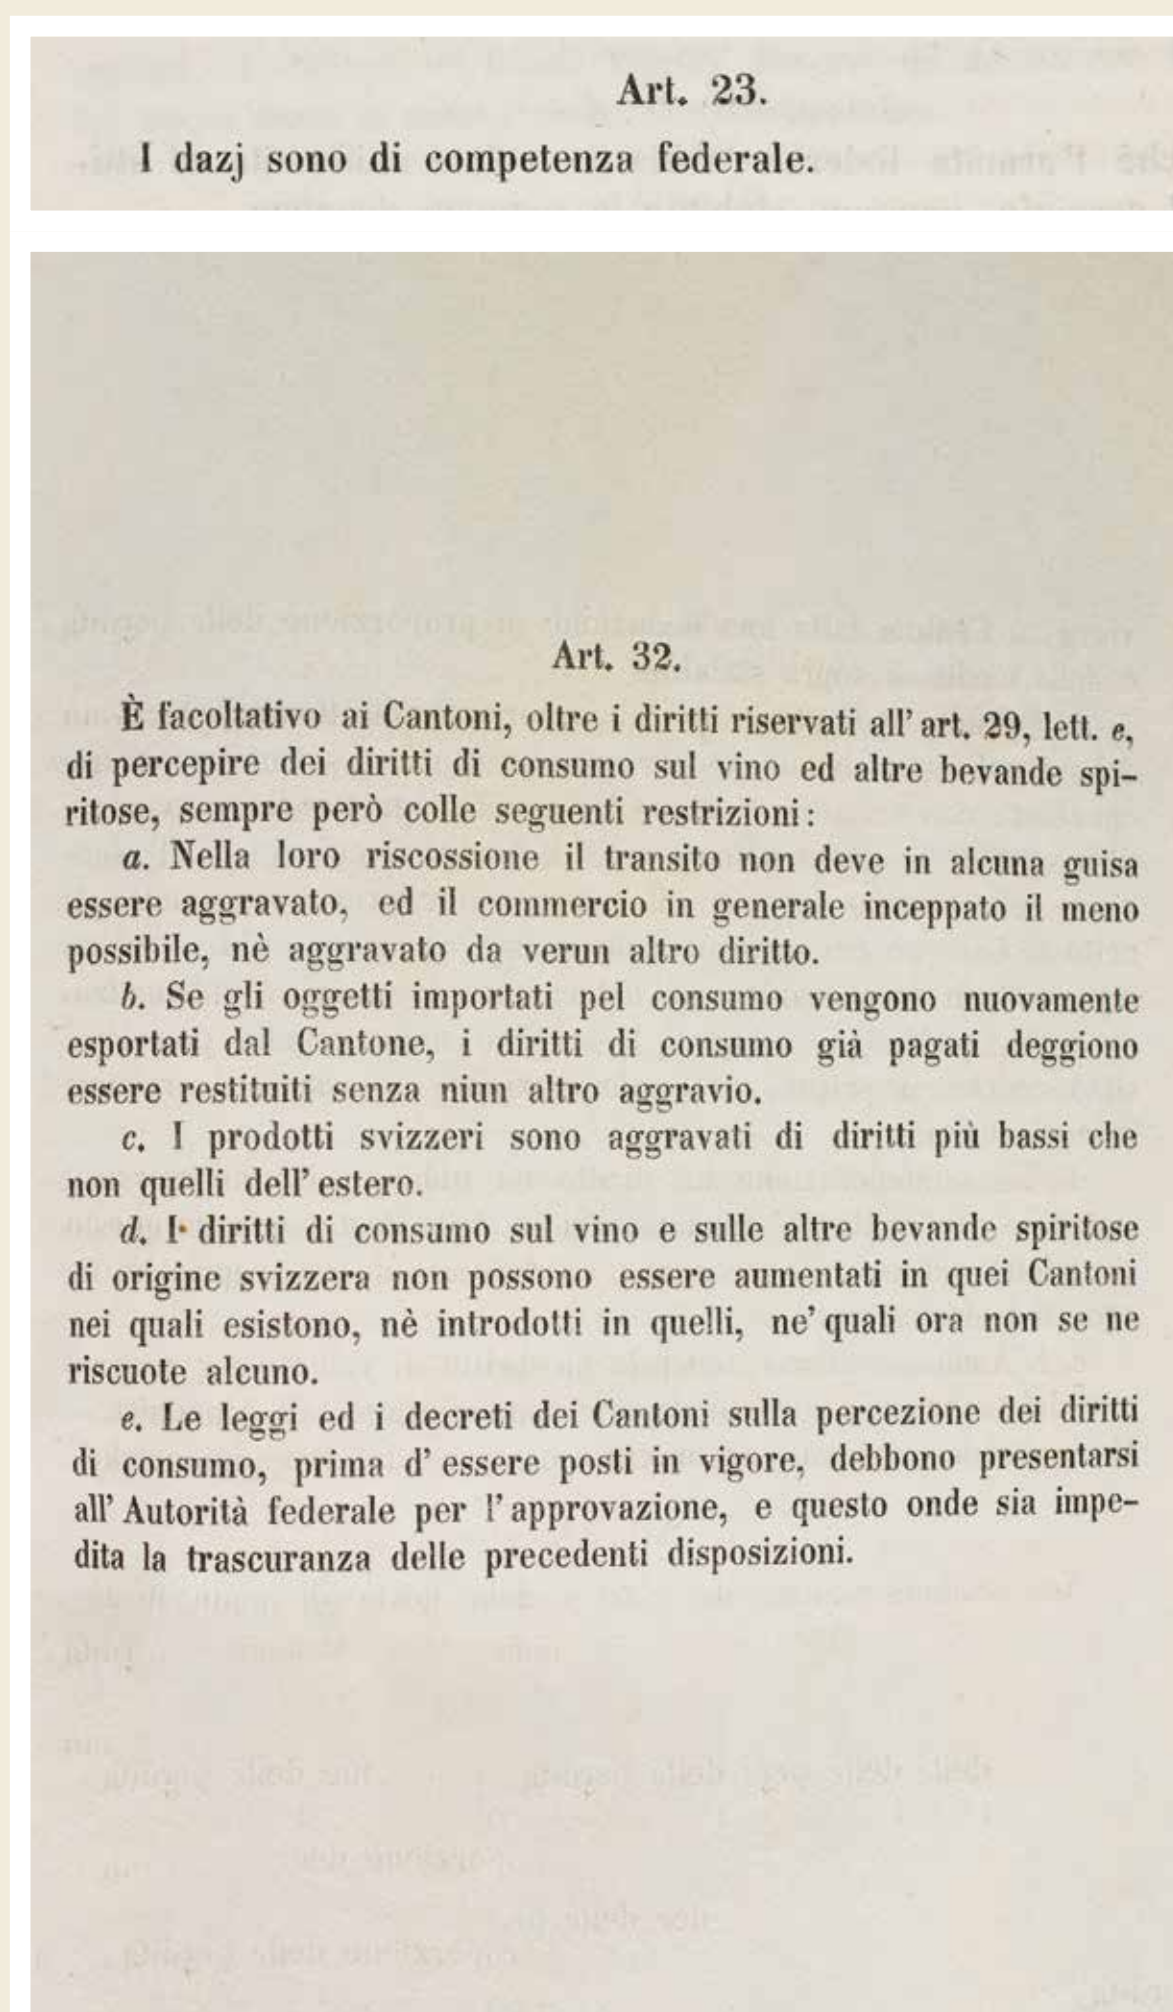 Art. 23.
I dazj sono di competenza federale.
Art. 32.
È facoltativo ai Cantoni, oltre i diritti riservati all' art. 29, lett. e,
di percepire dei diritti di consumo sul vino ed altre bevande spi-
ritose, sempre però colle seguenti restrizioni:
a. Nella loro riscossione il transito non deve in alcuna guisa
essere aggravato, ed il commercio in generale inceppato il meno
possibile, nè aggravato da verun altro diritto.
b. Se gli oggetti importati pel consumo vengono nuovamente
esportati dal Cantone, i diritti di consumo già pagati deggiono
essere restituiti senza niun altro aggravio.
c. I prodotti svizzeri sono aggravati di diritti più bassi che
non quelli dell' estero.
d. I diritti di consumo sul vino e sulle altre bevande spiritose
di origine svizzera non possono essere aumentati in quei Cantoni
nei quali esistono, nè introdotti in quelli, ne' quali ora non se ne
riscuote alcuno.
e. Le leggi ed i decreti dei Cantoni sulla percezione dei diritti
di consumo, prima d' essere posti in vigore, debbono presentarsi
all' Autorità federale per l' approvazione, e questo onde sia impe-
dita la trascuranza delle precedenti disposizioni.